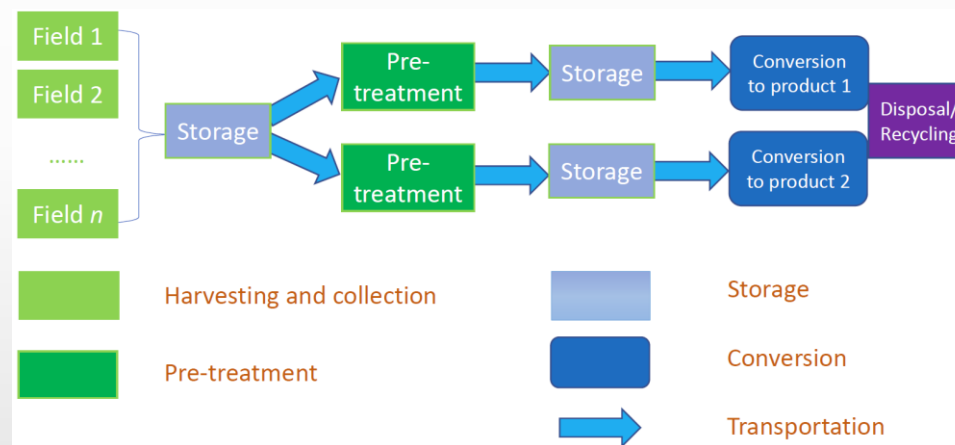 Field 1
Field 2
......
Field n
Storage
Pre-
treatment
Storage
Conversion
to product 1
Pre-
treatment
Storage
Conversion
to product 2
Disposal/
Recycling
Harvesting and collection
Storage
Pre-treatment
Conversion
Transportation